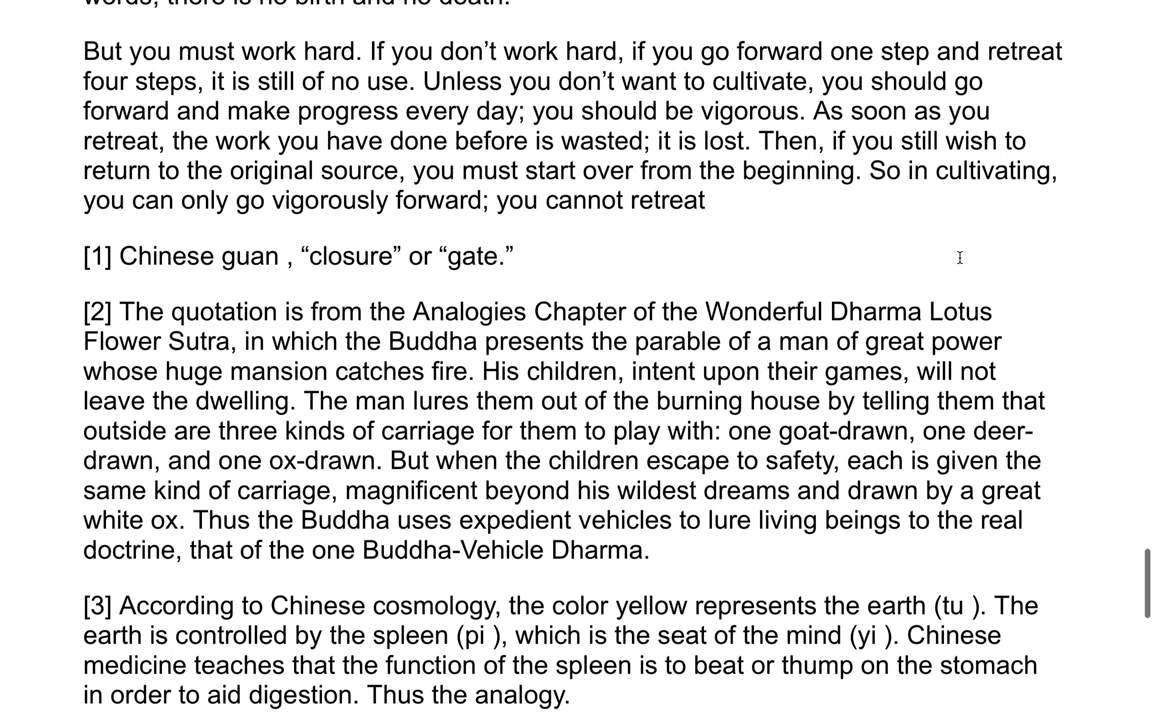 words, there is no birth and no death.
But you must work hard. If you don’t work hard, if you go forward one step and retreat
four steps, it is still of no use. Unless you don’t want to cultivate, you should go
forward and make progress every day; you should be vigorous. As soon as you
retreat, the work you have done before is wasted; it is lost. Then, if you still wish to
return to the original source, you must start over from the beginning. So in cultivating,
you can only go vigorously forward; you cannot retreat
[1] Chinese guan , “closure” or “gate.”
[2] The quotation is from the Analogies Chapter of the Wonderful Dharma Lotus
Flower Sutra, in which the Buddha presents the parable of a man of great power
whose huge mansion catches fire. His children, intent upon their games, will not
leave the dwelling. The man lures them out of the burning house by telling them that
outside are three kinds of carriage for them to play with: one goat-drawn, one deer-
drawn, and one ox-drawn. But when the children escape to safety, each is given the
same kind of carriage, magnificent beyond his wildest dreams and drawn by a great
white ox. Thus the Buddha uses expedient vehicles to lure living beings to the real
doctrine, that of the one Buddha-Vehicle Dharma.
[3] According to Chinese cosmology, the color yellow represents the earth (tu ). The
earth is controlled by the spleen (pi ), which is the seat of the mind (yi ). Chinese
medicine teaches that the function of the spleen is to beat or thump on the stomach
in order to aid digestion. Thus the analogy.